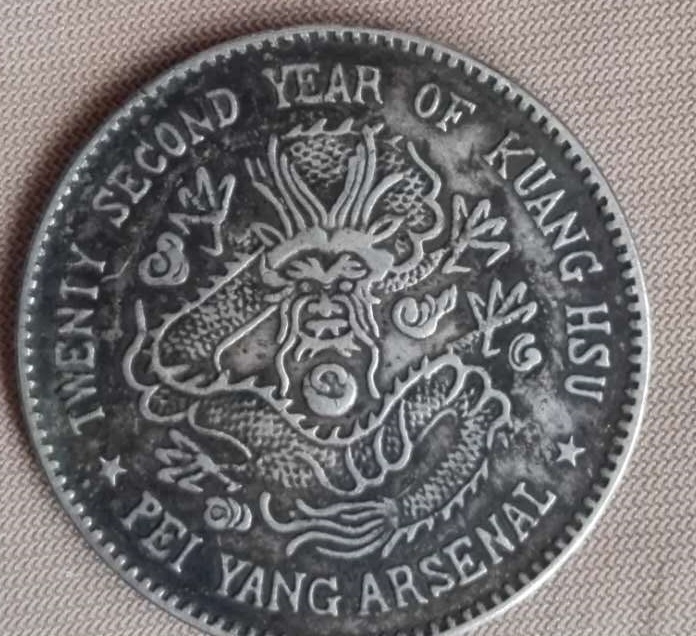 TWENTY SECOND YEAR OF KUANG HSU
PEI YANG ARSENAL